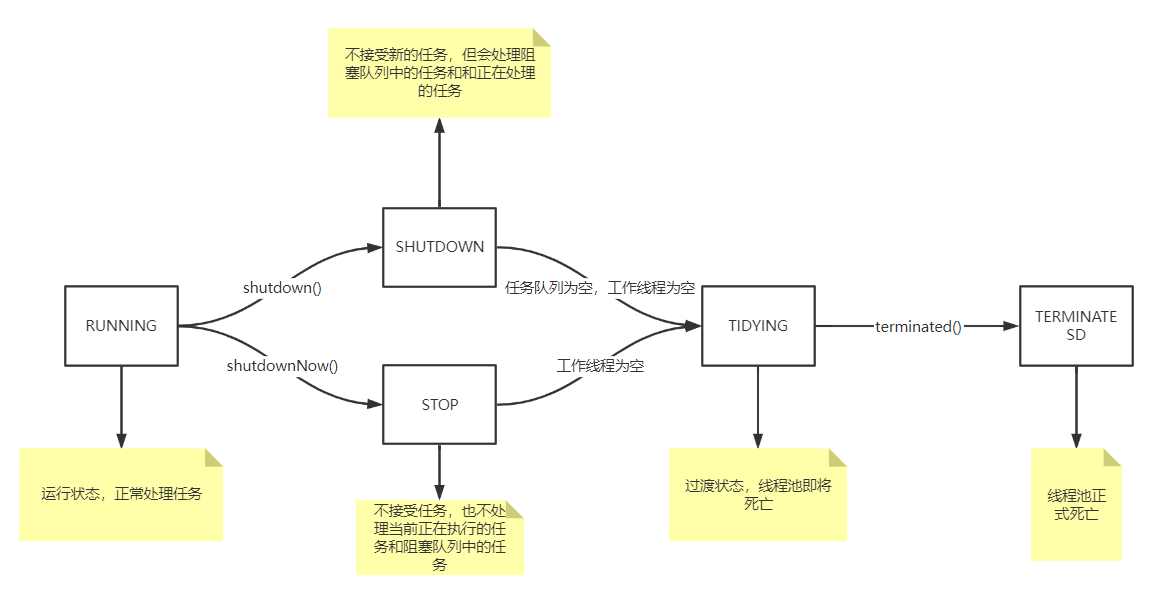 不接受新的任务，但会处理阻
塞队列中的任务和和正在处理
的任务
SHUTDOWN
shutdown()
任务队列为空，工作线程为空
RUNNING
TIDYING
terminated()
TERMINATE
SD
shutdownNow()
工作线程为空
STOP
运行状态，正常处理任务
不接受任务，也不处
理当前正在执行的任
务和阻塞队列中的任
务
过渡状态，线程池即将
死亡
线程池正
式死亡